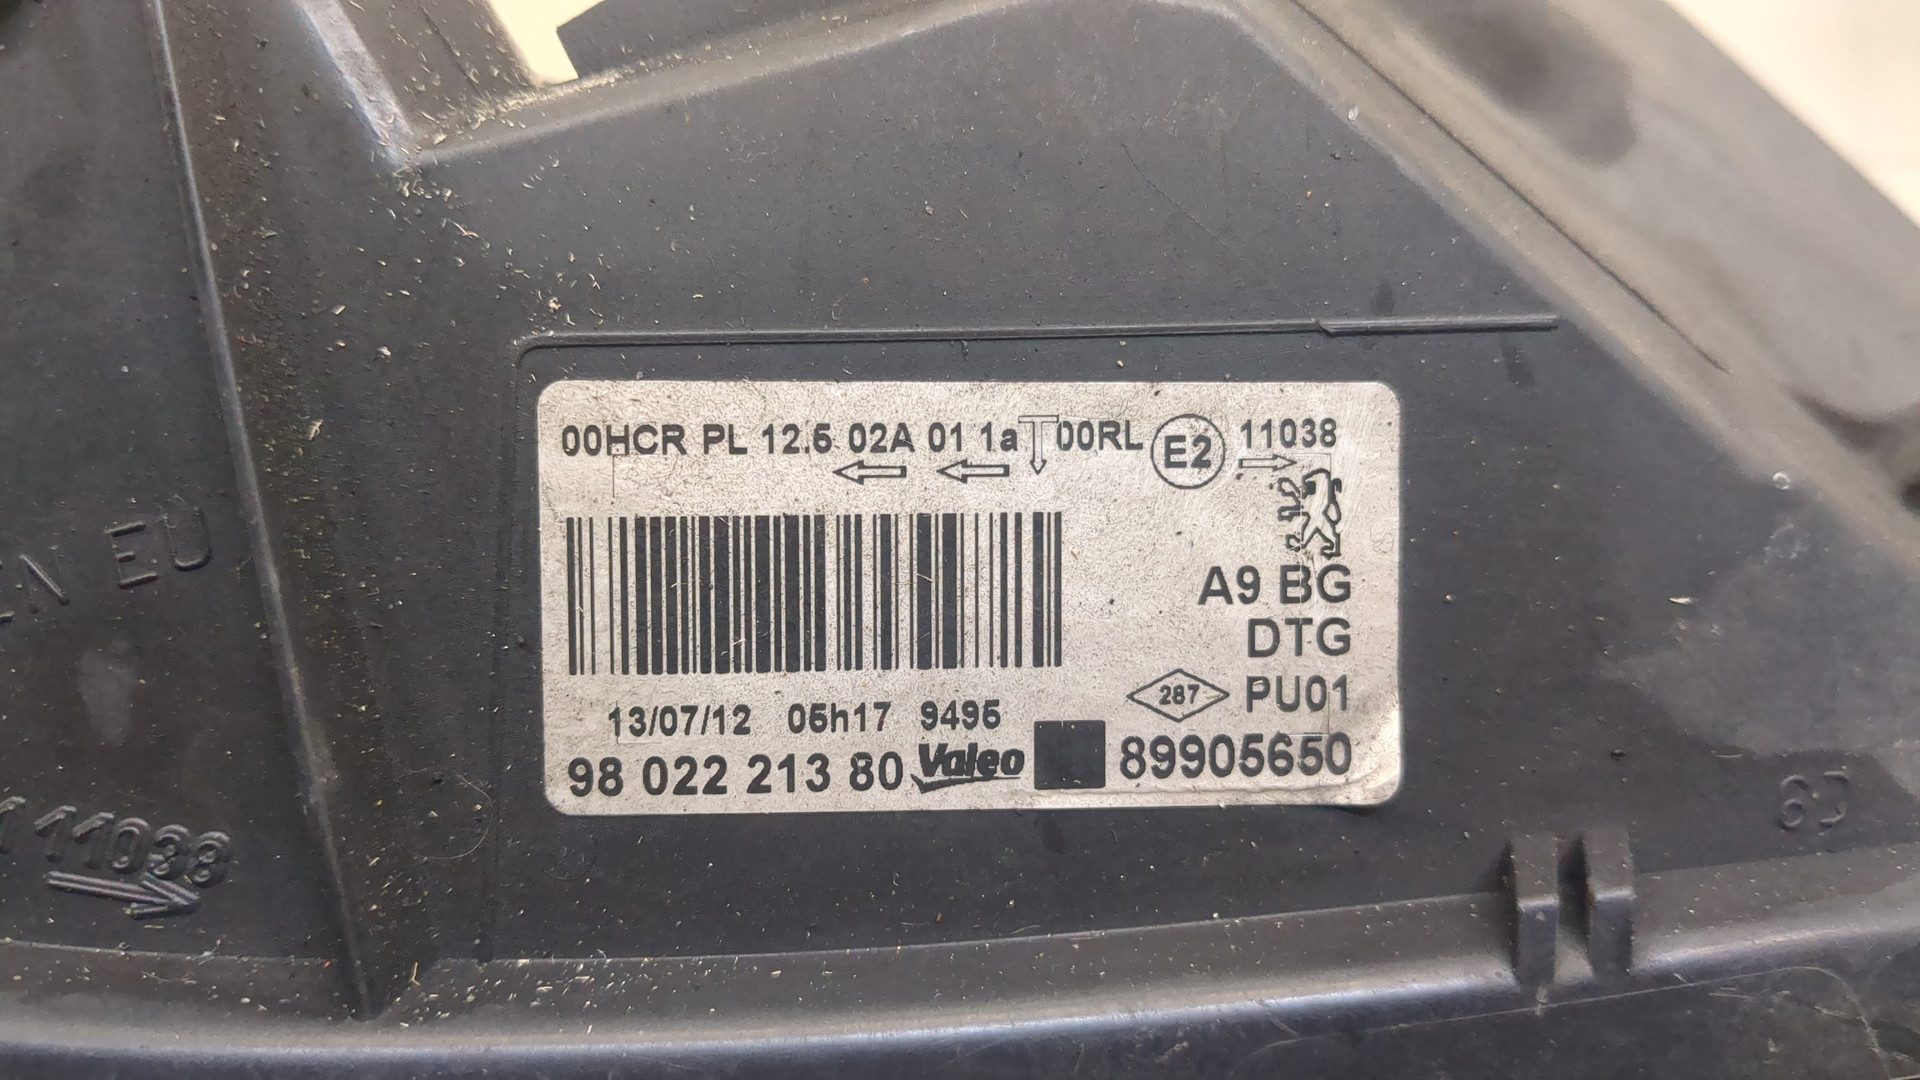 00HCR PL 12.5 02A 01 1a 00RL E2 11038
A9 BG
DTG
287 PU01
13/07/12 05h17 9495
98 022 213 80 Valeo 89905650
EU
11038